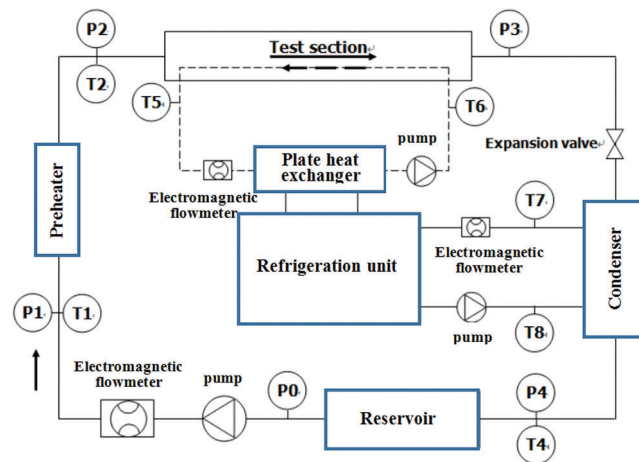 P2
P3
Test section
T2
T5
T6
pump
Expansion valve
Plate heat
exchanger
Preheater
Electromagnetic
flowmeter
T7
Refrigeration unit
Electromagnetic
flowmeter
Condenser
P1
T1
pump
T8
Electromagnetic
flowmeter
pump
P0
Reservoir
P4
T4